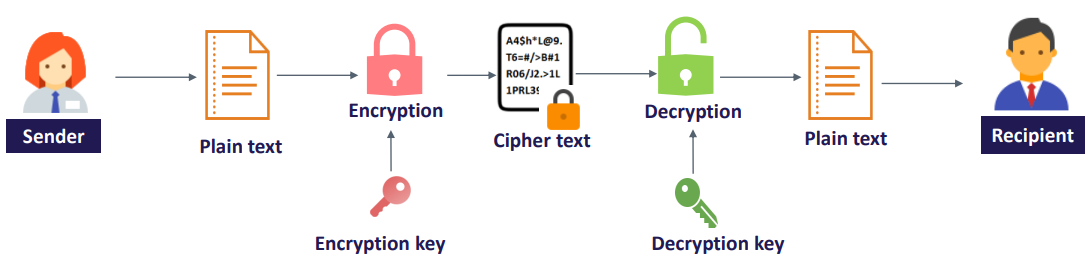 A4$h*L@9.
T6=#/>B#1
R06/J2.>1L
1PRL39
Encryption
Decryption
Sender
Plain text
Cipher text
Plain text
Recipient
Encryption key
Decryption key